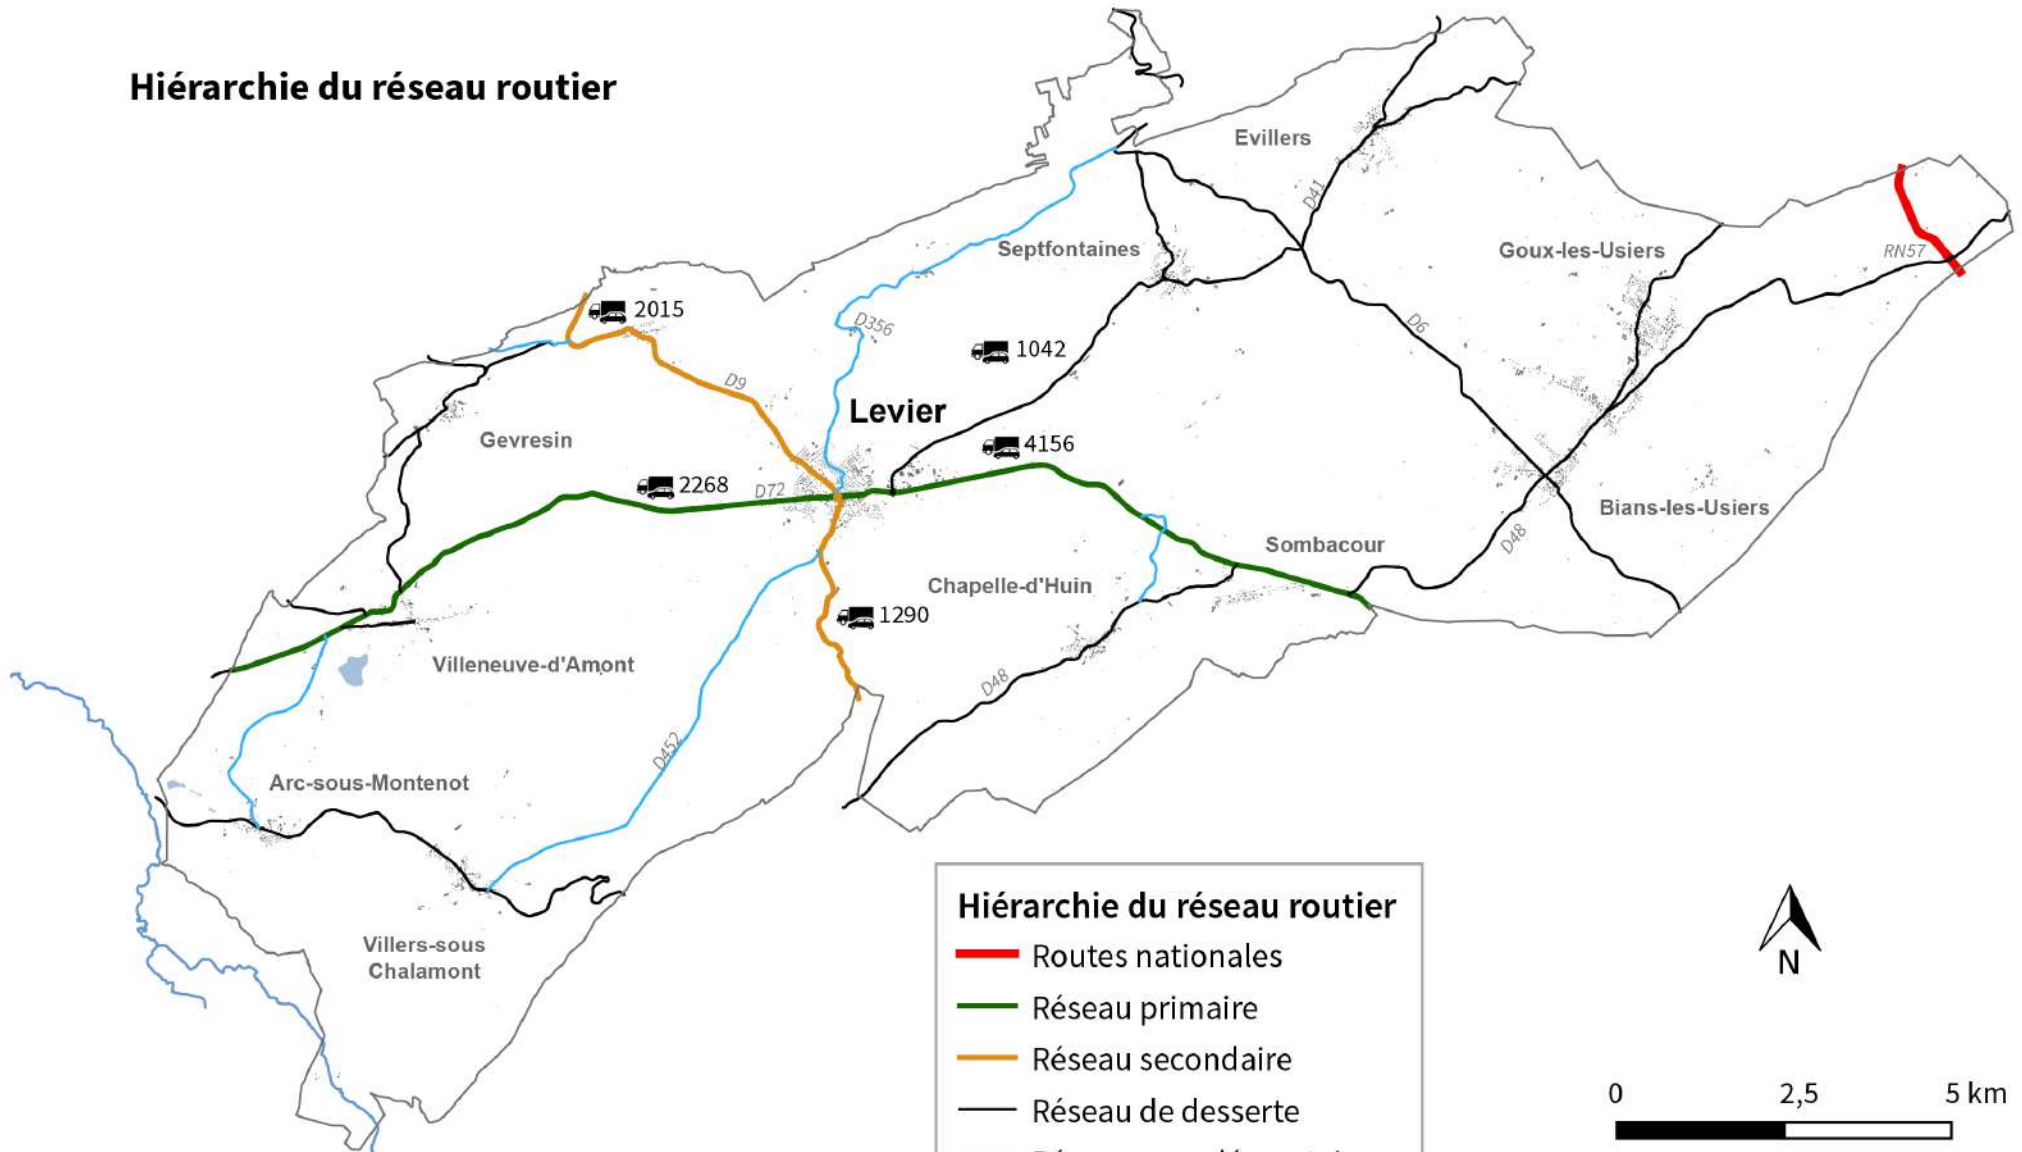 Hiérarchie du réseau routier
Evillers
D41
Septfontaines
Goux-les-Usiers
RN57
2015
D356
D6
1042
D9
Levier
Gevresin
4156
2268
D72
Bians-les-Usiers
D48
Sombacour
Chapelle-d'Huin
1290
Villeneuve-d'Amont
D48
D452
Arc-sous-Montenot
Villers-sous
Chalamont
Hiérarchie du réseau routier
Routes nationales
Réseau primaire
Réseau secondaire
Réseau de desserte
N
0 2,5 5 km